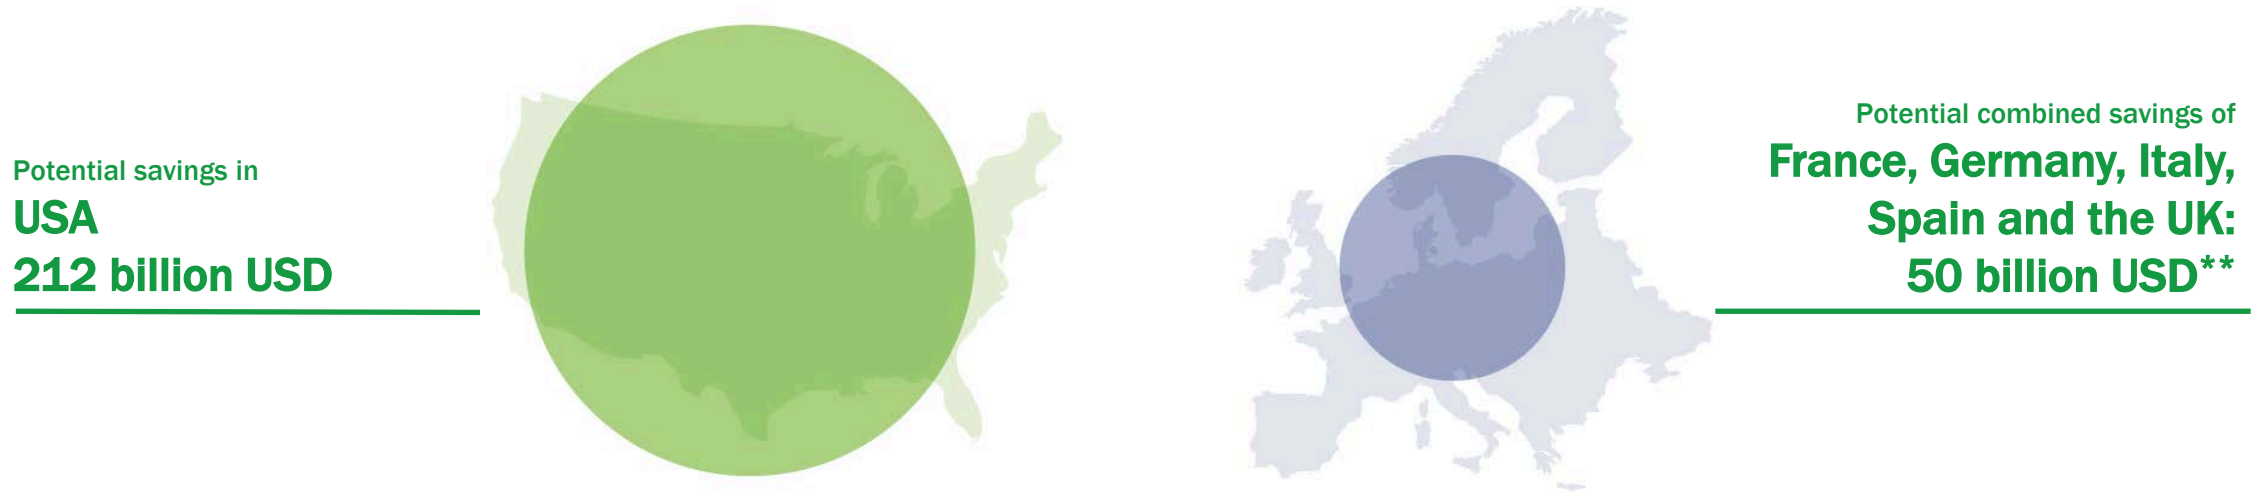 Potential savings in
USA
212 billion USD
Potential combined savings of
France, Germany, Italy,
Spain and the UK:
50 billion USD**